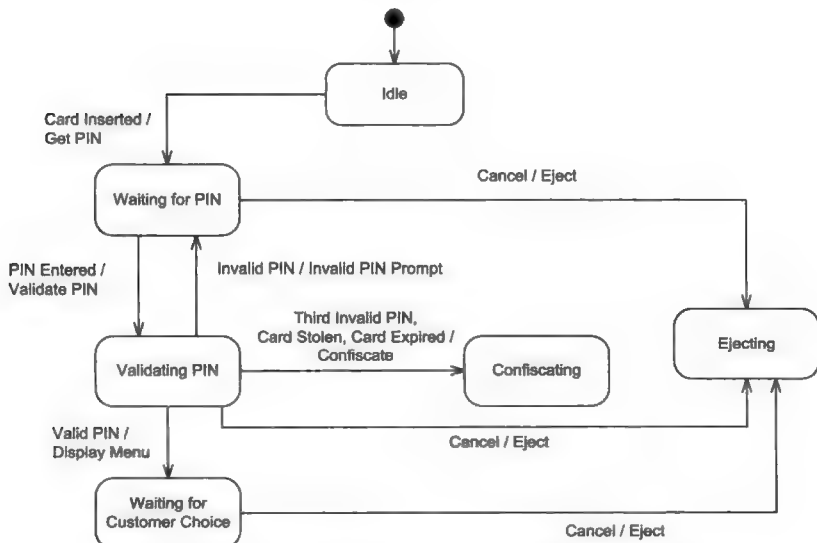 Idle
Card Inserted /
Get PIN
Waiting for PIN
Cancel / Eject
PIN Entered /
Validate PIN
Invalid PIN / Invalid PIN Prompt
Third Invalid PIN,
Card Stolen, Card Expired /
Confiscate
Ejecting
Validating PIN
Confiscating
Valid PIN /
Display Menu
Cancel / Eject
Waiting for
Customer Choice
Cancel / Eject